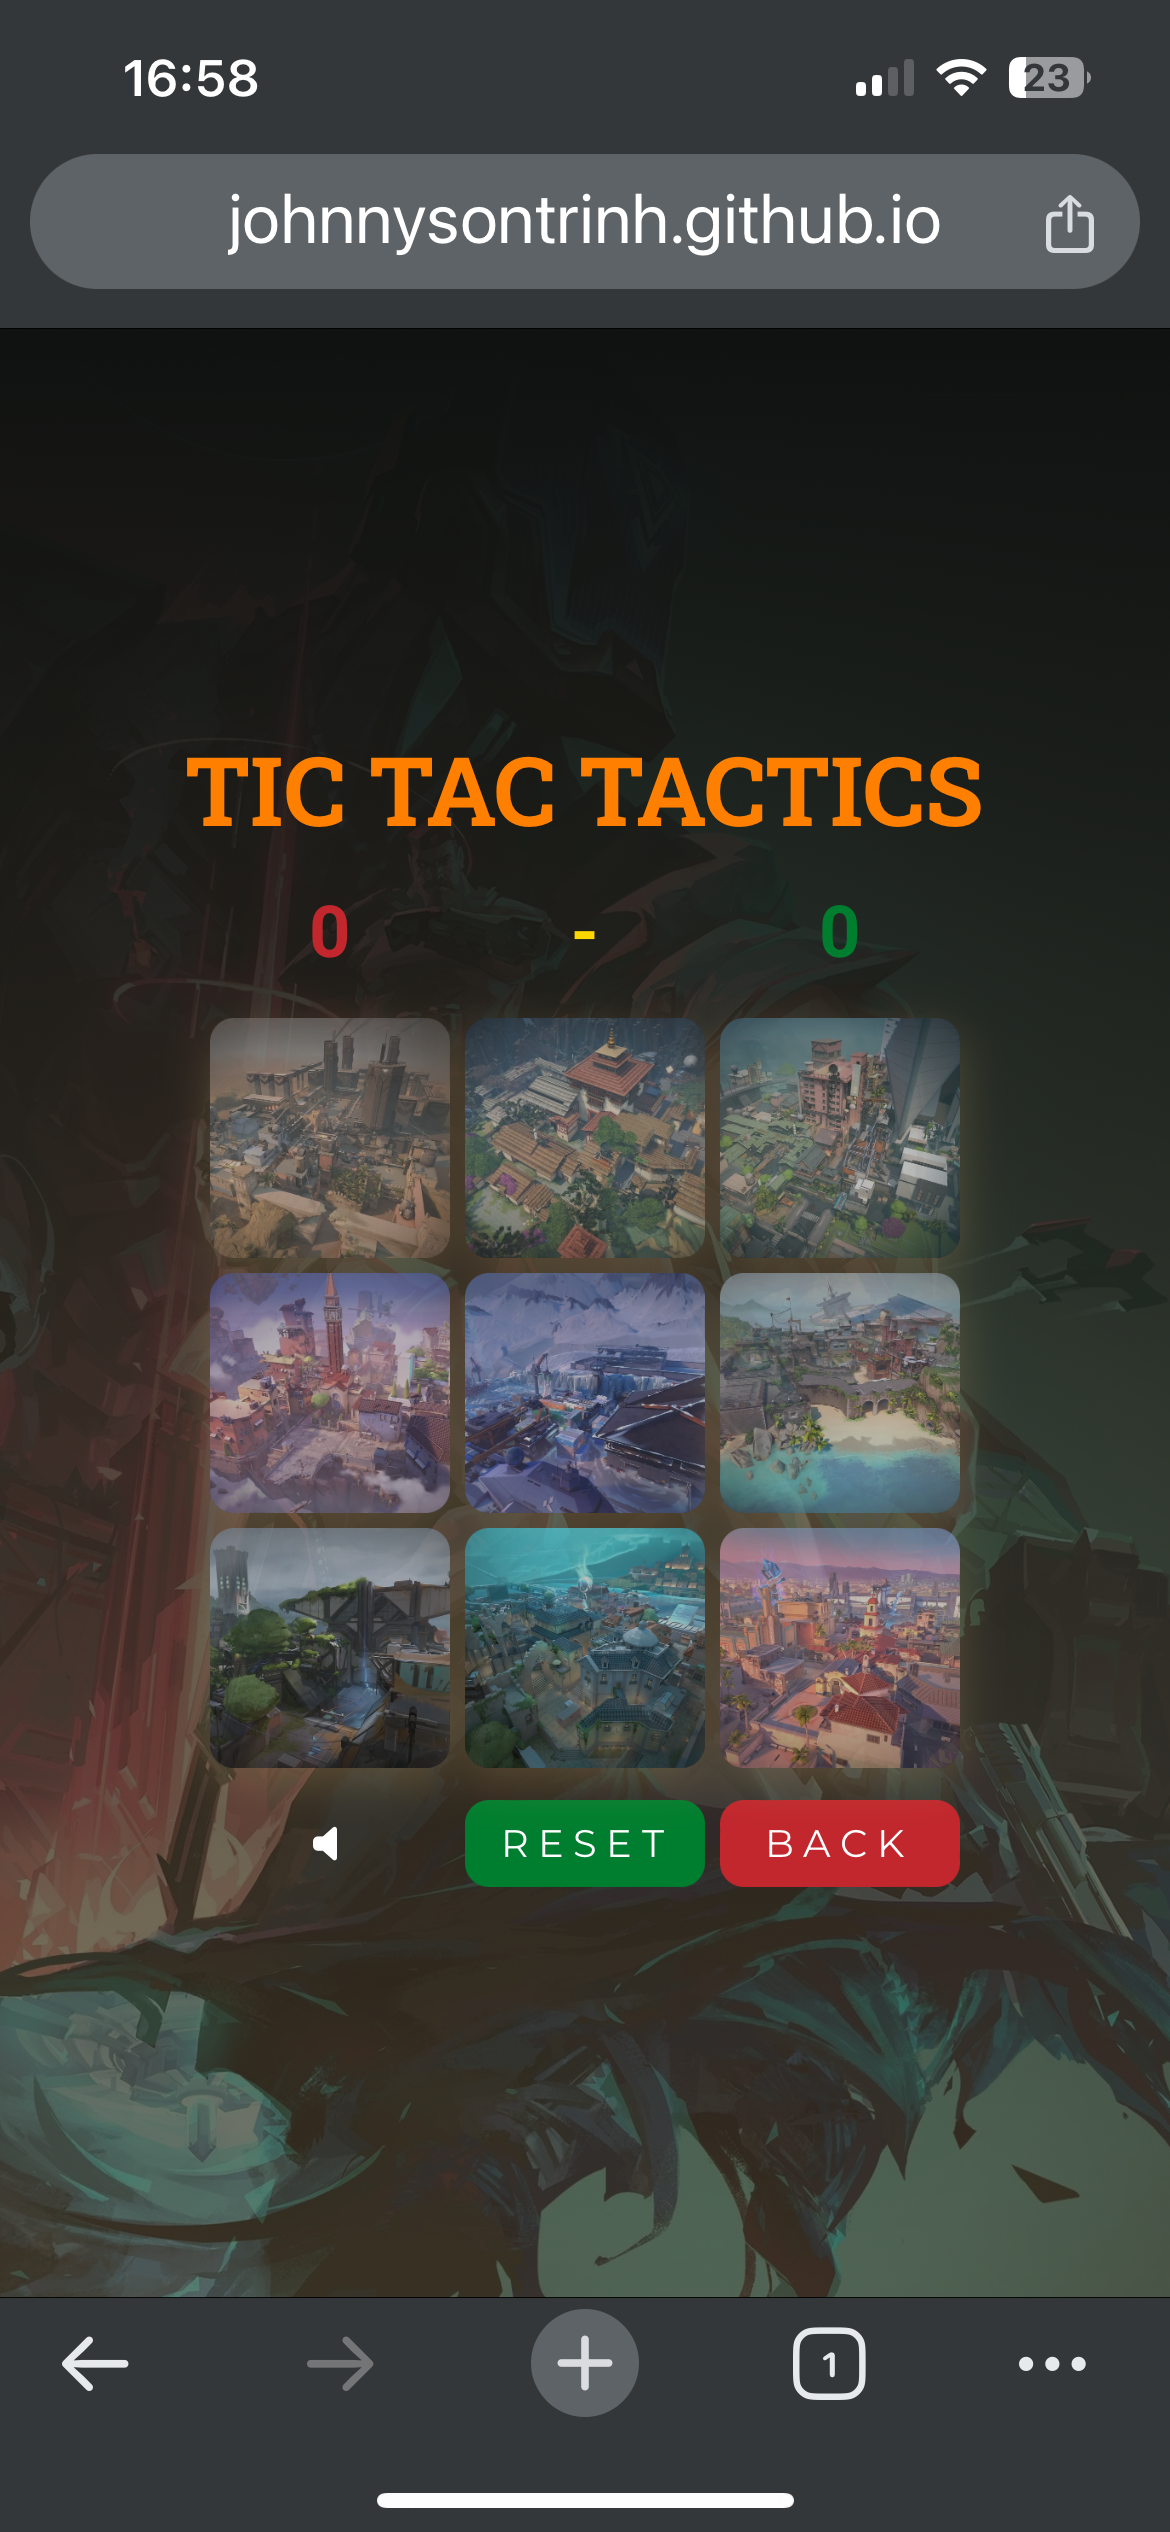 16:58
23
johnnysontrinh.github.io
TIC TAC TACTICS
0 - 0
RESET BACK
1